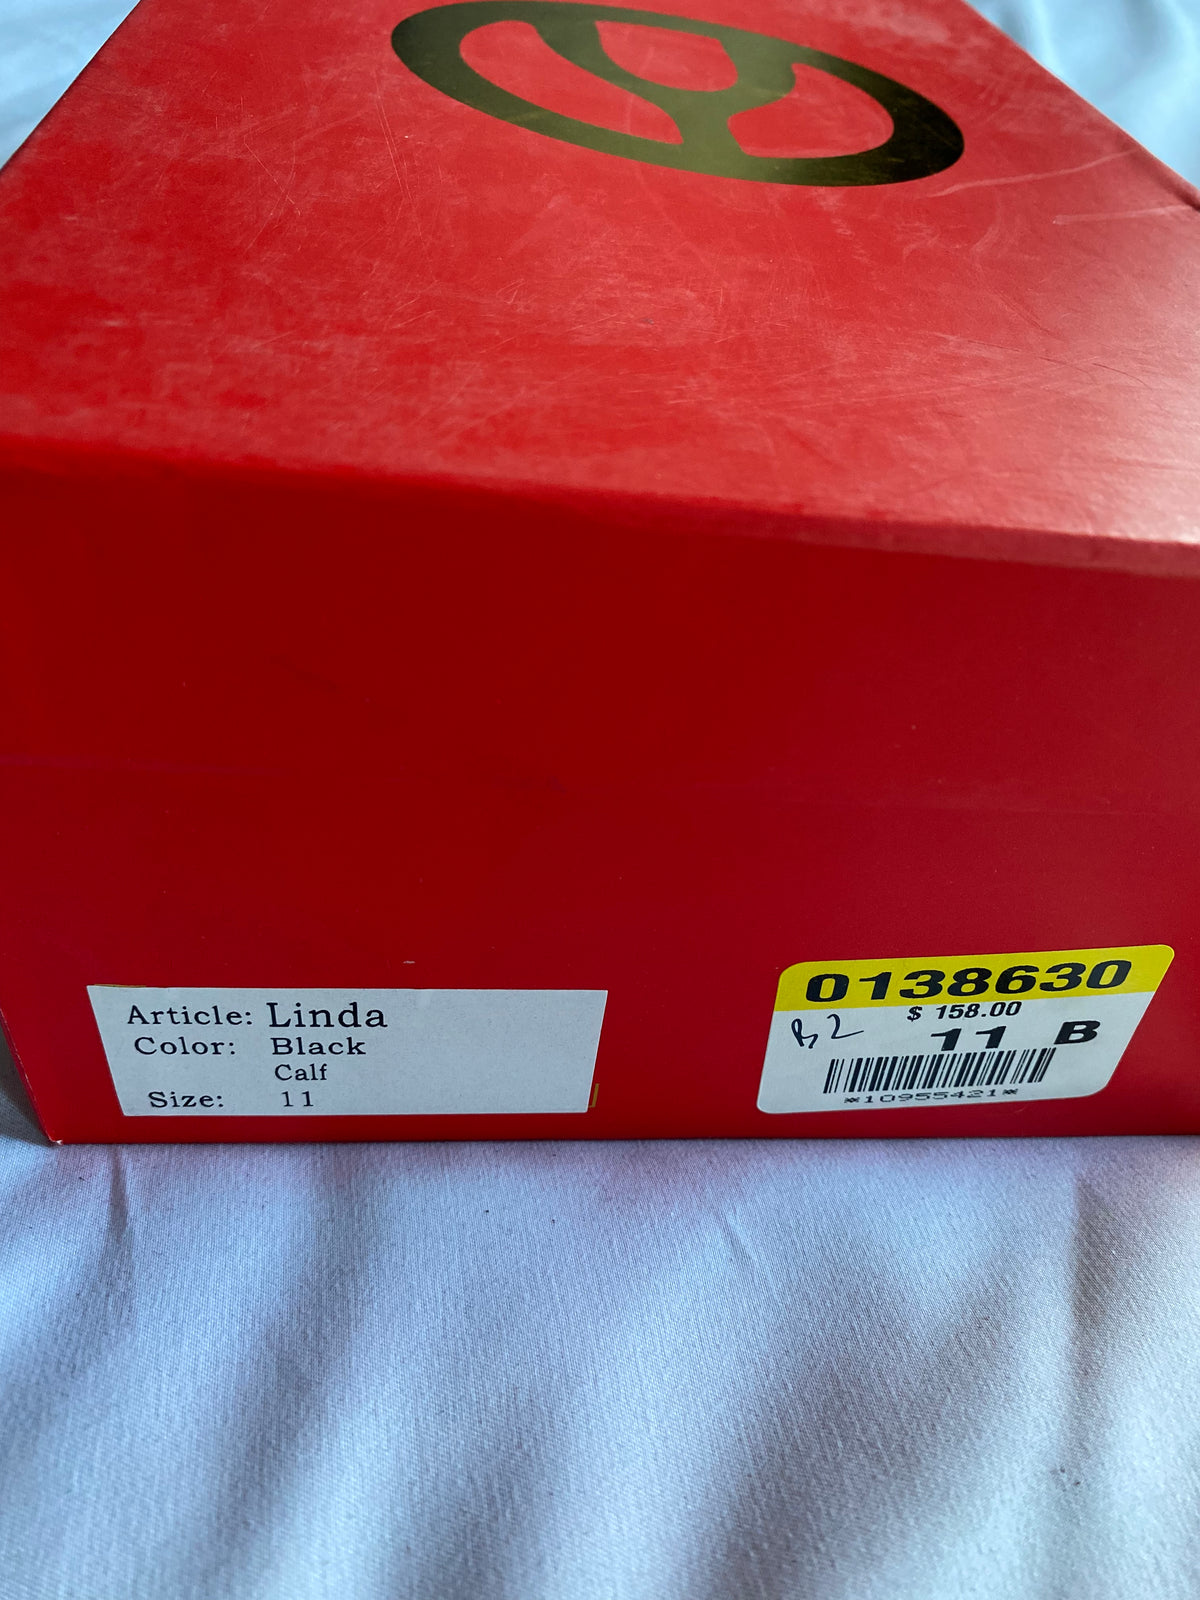 Article: Linda
Color: Black
Calf
Size: 11
0138630
$ 158.00
B2
11 B
*10955421*